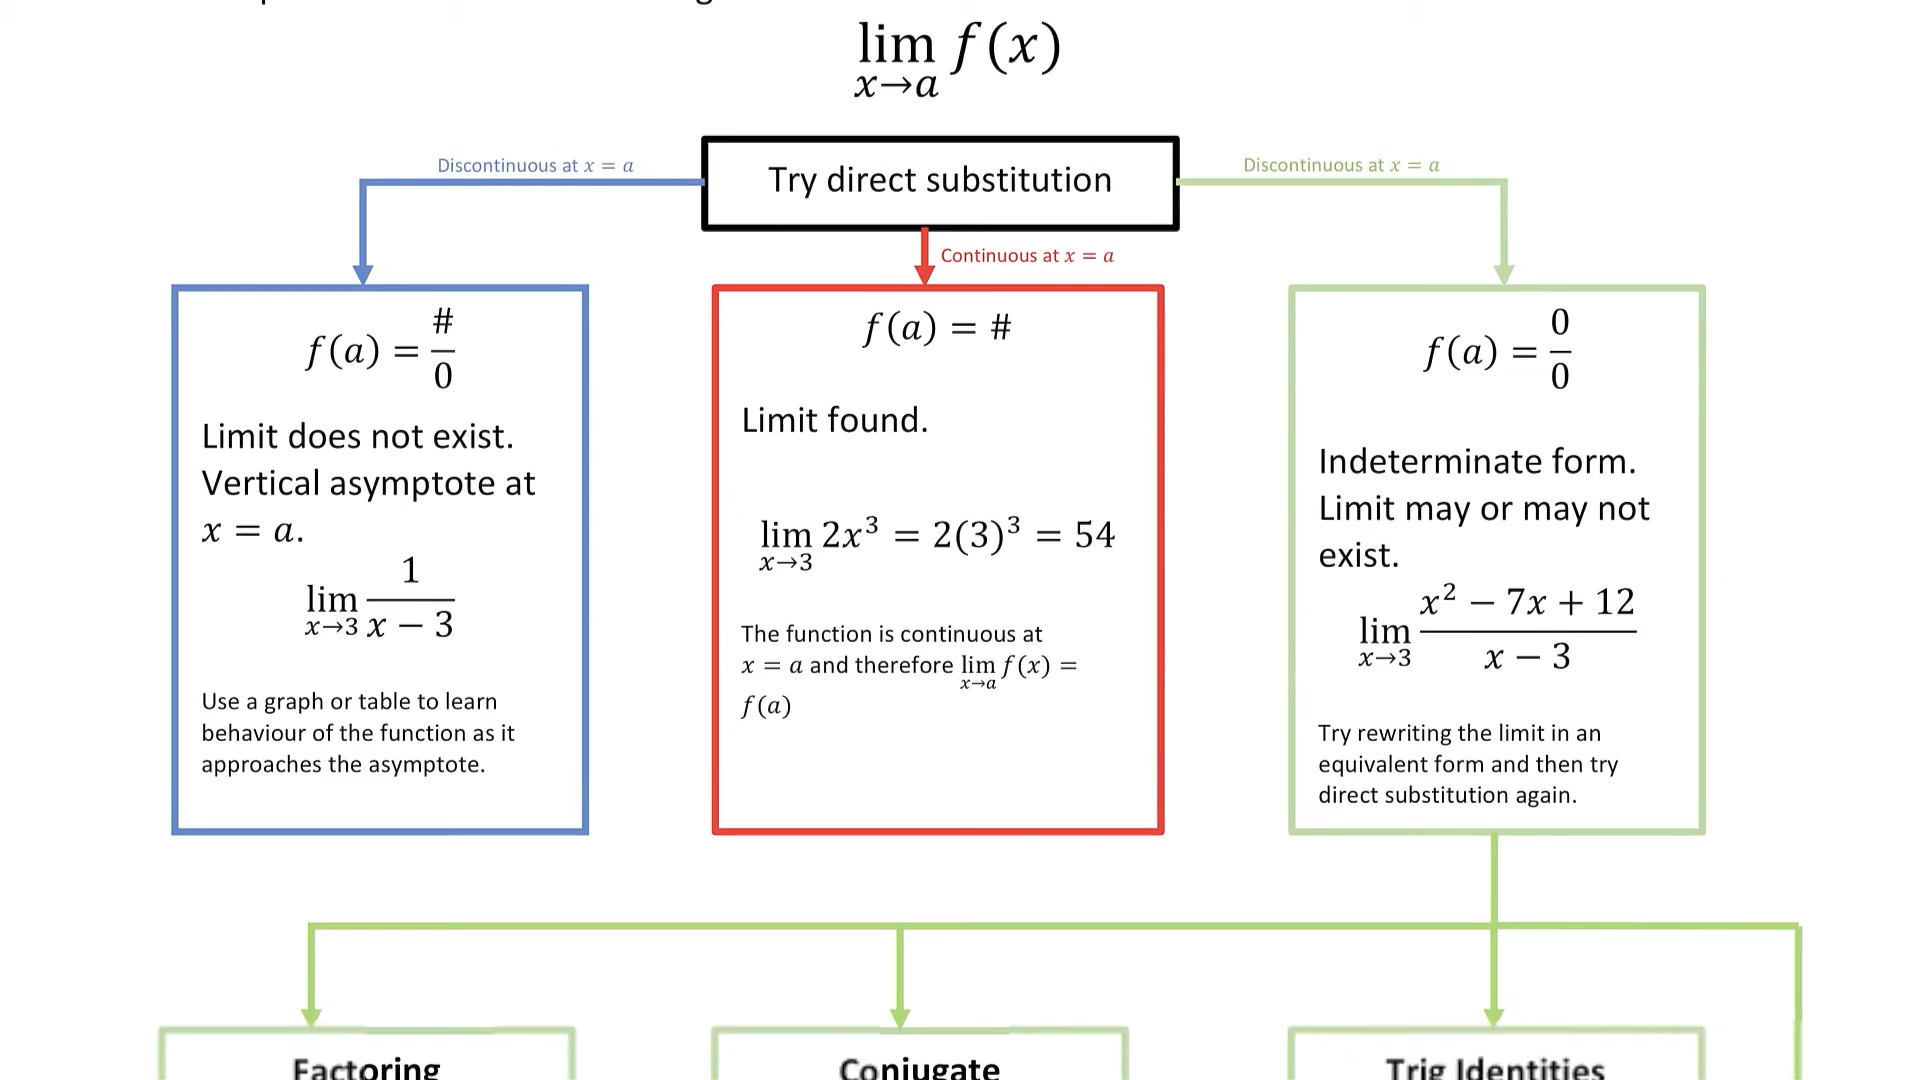 lim f(x)
x→a
Discontinuous at x = a
Try direct substitution
Discontinuous at x = a
Continuous at x = a
f(a) = #/0
Limit does not exist.
Vertical asymptote at
x = a.
lim 1/(x − 3)
x→3
Use a graph or table to learn
behaviour of the function as it
approaches the asymptote.
f(a) = #
Limit found.
lim 2x³ = 2(3)³ = 54
x→3
The function is continuous at
x = a and therefore lim f(x) =
x→a
f(a)
f(a) = 0/0
Indeterminate form.
Limit may or may not
exist.
lim (x² − 7x + 12)/(x − 3)
x→3
Try rewriting the limit in an
equivalent form and then try
direct substitution again.
Factoring
Conjugate
Trig Identities